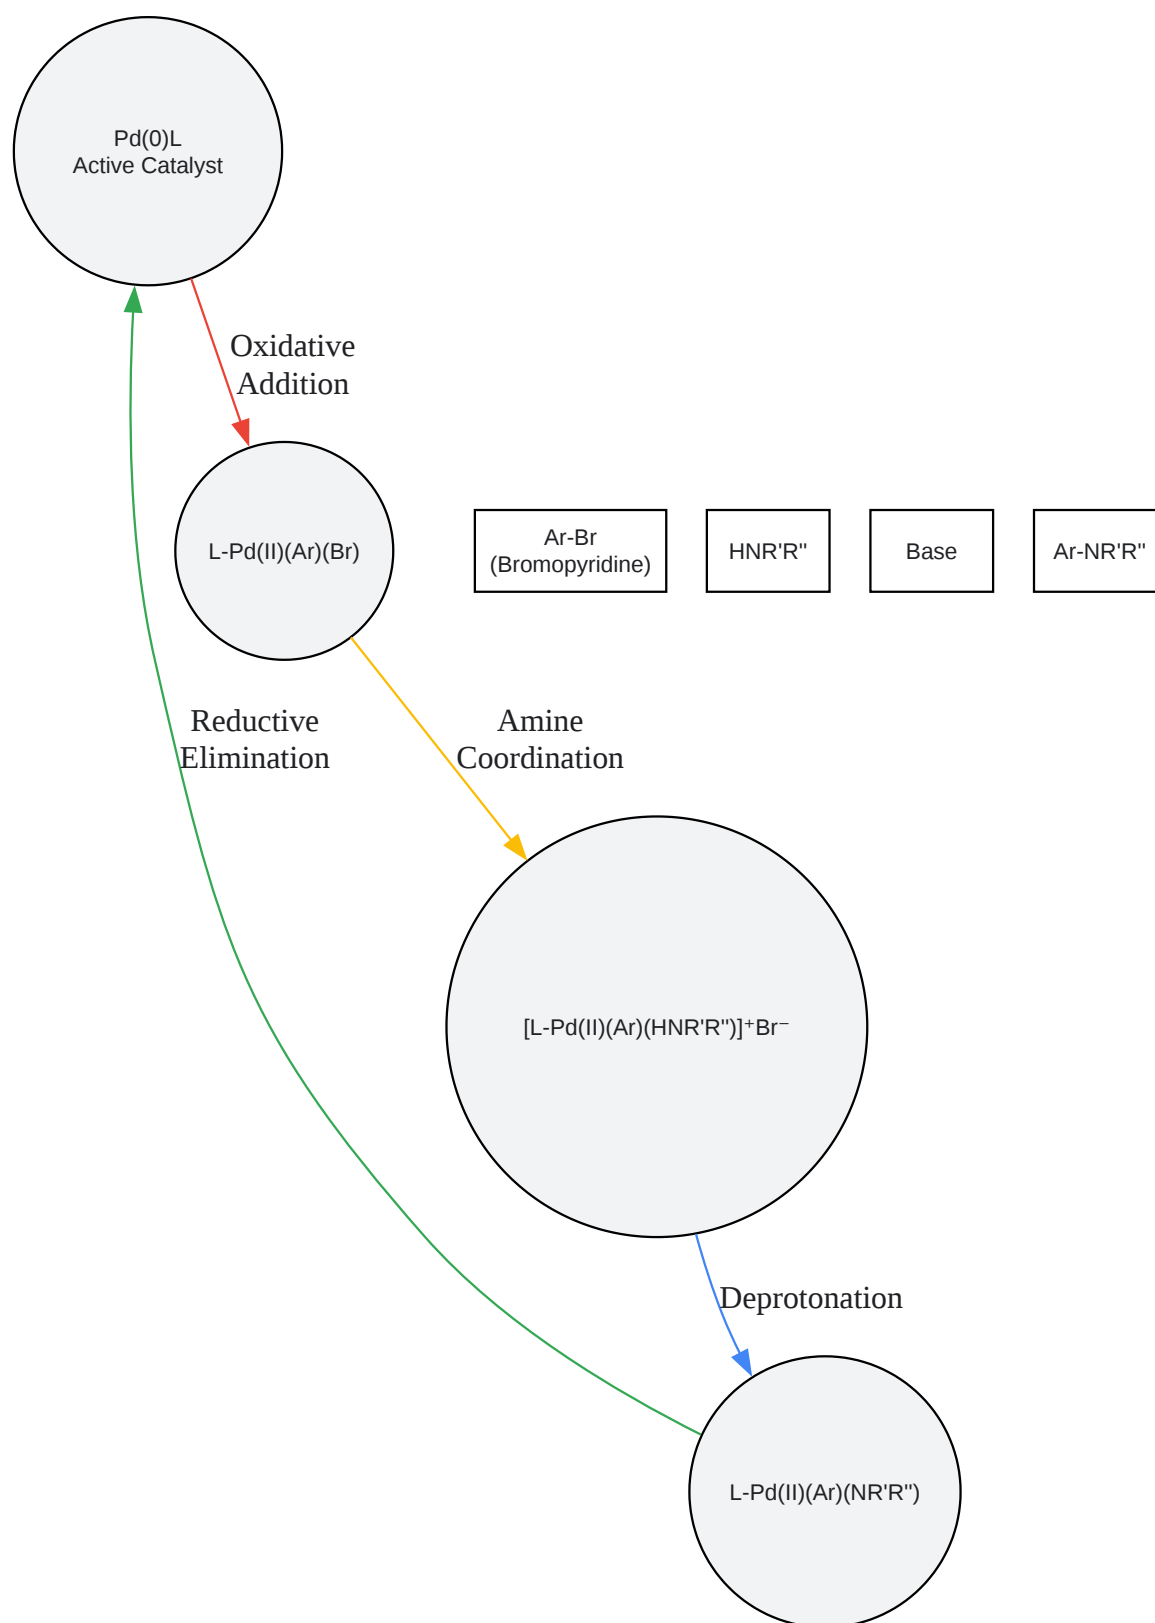 Pd(0)L
Active Catalyst
Oxidative
Addition
L-Pd(II)(Ar)(Br)
Ar-Br
(Bromopyridine)
HNR'R''
Base
Ar-NR'R''
Reductive
Elimination
Amine
Coordination
[L-Pd(II)(Ar)(HNR'R'')]⁺Br⁻
Deprotonation
L-Pd(II)(Ar)(NR'R'')